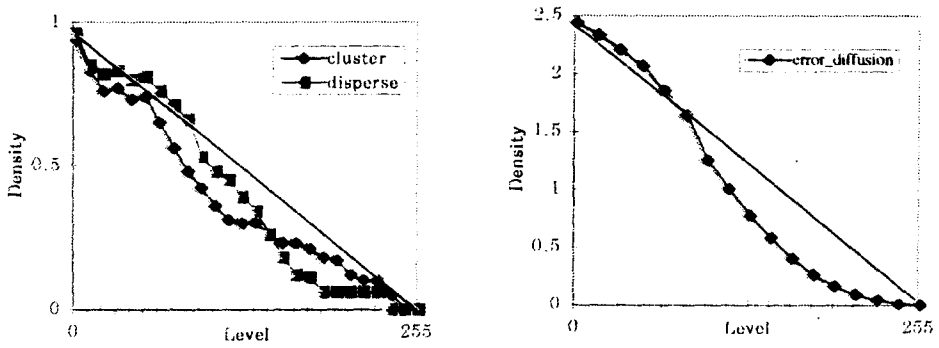 1
cluster
disperse
0.5
Density
0
0
Level
255
2.5
error_diffusion
2
1.5
Density
1
0.5
0
0
Level
255